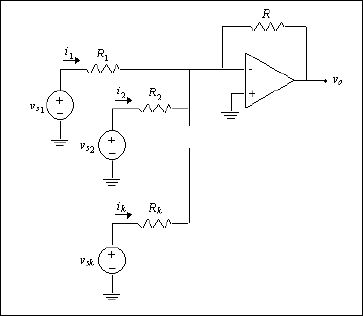 R
i1 R1
- vo
+
vs1 + -
i2 R2
vs2 + -
ik Rk
vsk + -